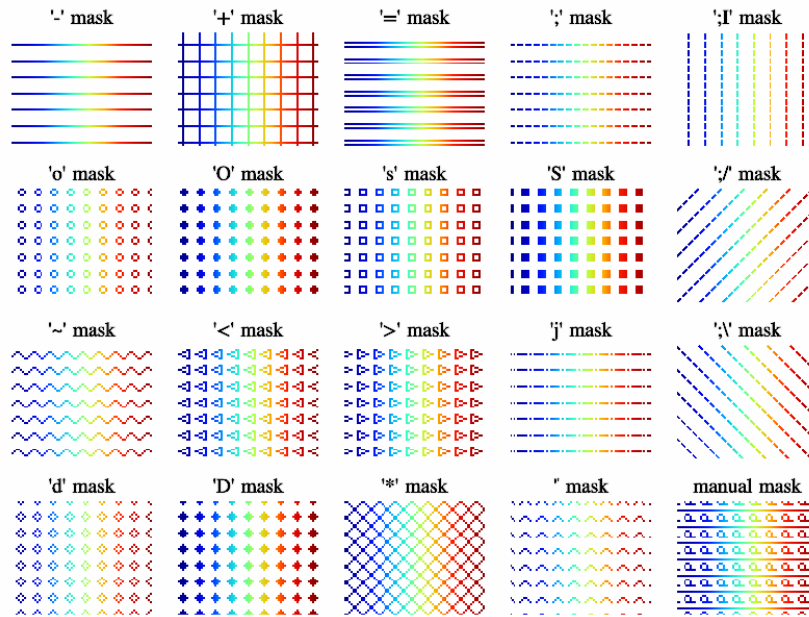 '-' mask
'+' mask
'=' mask
';' mask
';I' mask
'o' mask
'O' mask
's' mask
'S' mask
';/' mask
'~' mask
'<' mask
'>' mask
'j' mask
';\' mask
'd' mask
'D' mask
'*' mask
'' mask
manual mask